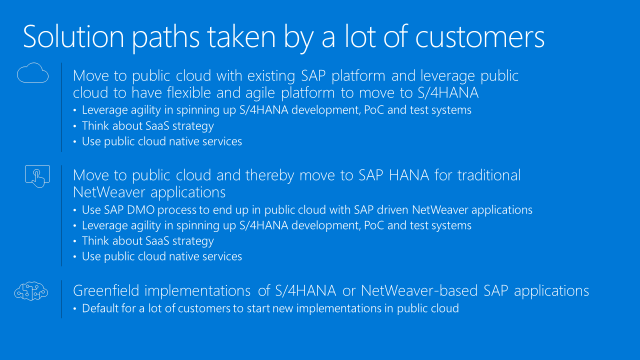 Solution paths taken by a lot of customers
Move to public cloud with existing SAP platform and leverage public
cloud to have flexible and agile platform to move to S/4HANA
• Leverage agility in spinning up S/4HANA development, PoC and test systems
• Think about SaaS strategy
• Use public cloud native services
Move to public cloud and thereby move to SAP HANA for traditional
NetWeaver applications
• Use SAP DMO process to end up in public cloud with SAP driven NetWeaver applications
• Leverage agility in spinning up S/4HANA development, PoC and test systems
• Think about SaaS strategy
• Use public cloud native services
Greenfield implementations of S/4HANA or NetWeaver-based SAP applications
• Default for a lot of customers to start new implementations in public cloud